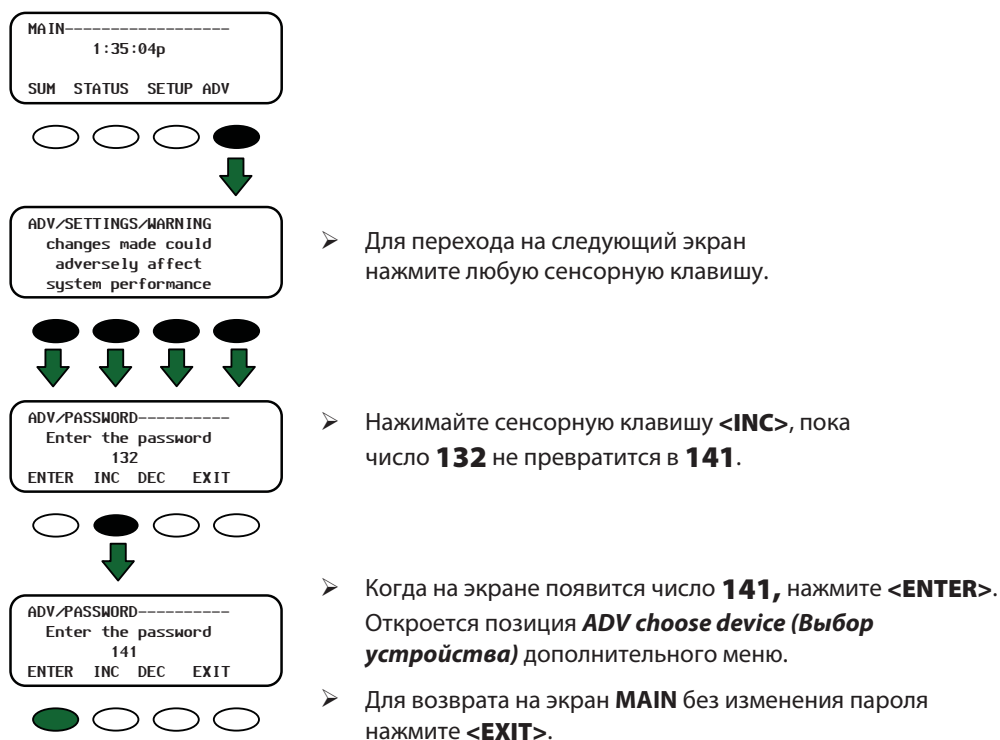 MAIN------------------
1:35:04p
SUM STATUS SETUP ADV
ADV/SETTINGS/WARNING
changes made could
adversely affect
system performance
➢ Для перехода на следующий экран
нажмите любую сенсорную клавишу.
ADV/PASSWORD----------
Enter the password
132
ENTER INC DEC EXIT
➢ Нажимайте сенсорную клавишу <INC>, пока
число 132 не превратится в 141.
ADV/PASSWORD----------
Enter the password
141
ENTER INC DEC EXIT
➢ Когда на экране появится число 141, нажмите <ENTER>.
Откроется позиция ADV choose device (Выбор
устройства) дополнительного меню.
➢ Для возврата на экран MAIN без изменения пароля
нажмите <EXIT>.